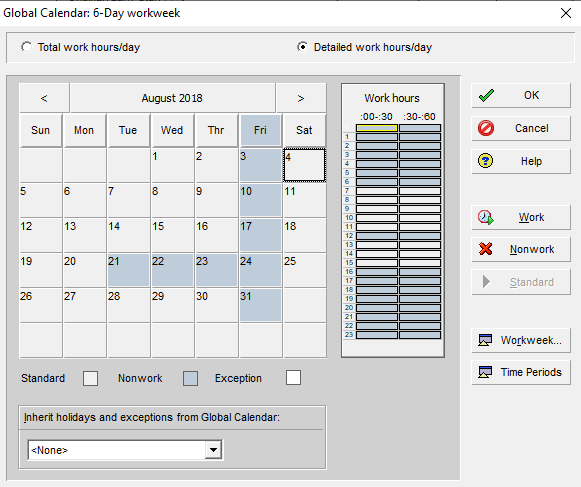 Global Calendar: 6-Day workweek
Total work hours/day
Detailed work hours/day
< August 2018 >
Sun Mon Tue Wed Thr Fri Sat
1 2 3 4
5 6 7 8 9 10 11
12 13 14 15 16 17 18
19 20 21 22 23 24 25
26 27 28 29 30 31
Standard Nonwork Exception
Inherit holidays and exceptions from Global Calendar:
<None>
Work hours
:00-:30 :30-:60
1
2
3
4
5
6
7
8
9
10
11
12
13
14
15
16
17
18
19
20
21
22
23
OK
Cancel
Help
Work
Nonwork
Standard
Workweek...
Time Periods